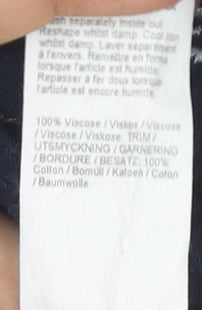 Wash separately inside out.
Reshape whilst damp. Cool iron
whilst damp. Laver séparément
à l'envers. Remettre en forme
lorsque l'article est humide.
Repasser à fer doux lorsque
l'article est encore humide.
100% Viscose / Viskos / Viscose
/ Viscose / Viskose. TRIM /
UTSMYCKNING / GARNERING
/ BORDURE / BESATZ: 100%
Cotton / Bomull / Katoen / Coton
/ Baumwolle.